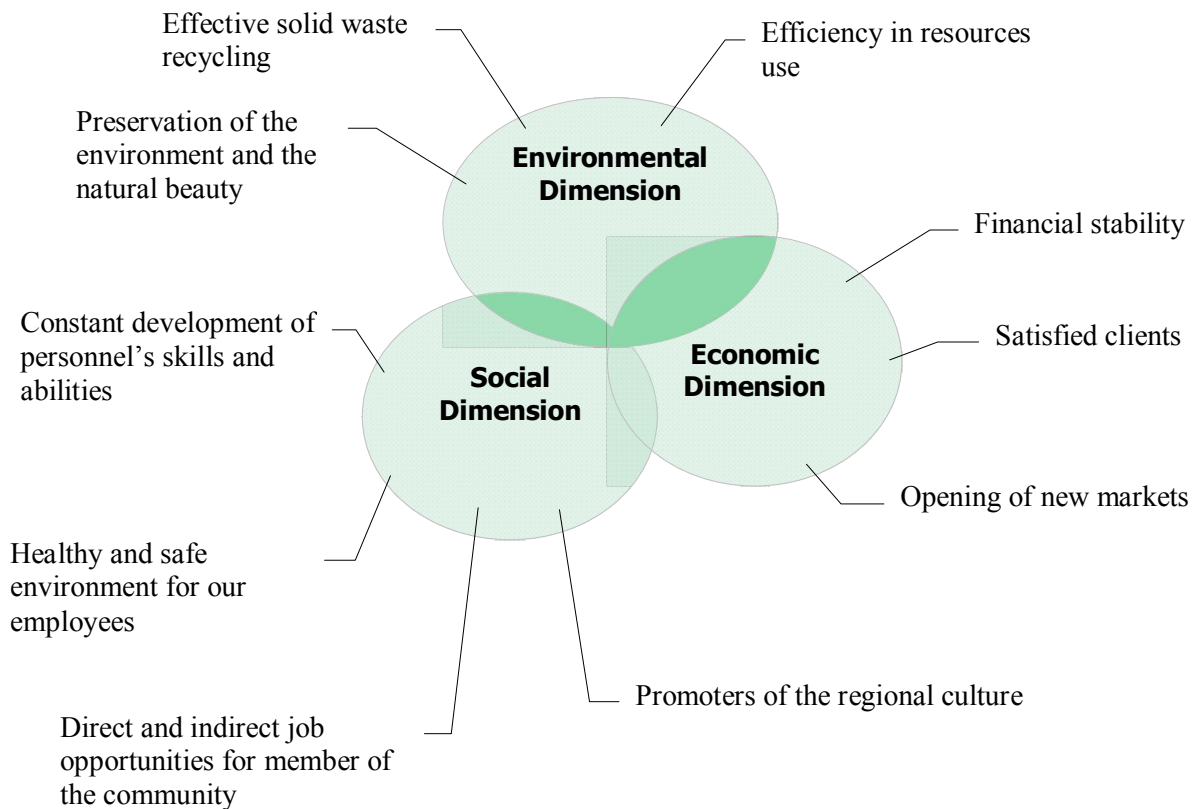 Effective solid waste
recycling
Efficiency in resources
use
Preservation of the
environment and the
natural beauty
Environmental
Dimension
Financial stability
Constant development of
personnel’s skills and
abilities
Satisfied clients
Economic
Dimension
Social
Dimension
Opening of new markets
Healthy and safe
environment for our
employees
Promoters of the regional culture
Direct and indirect job
opportunities for member of
the community